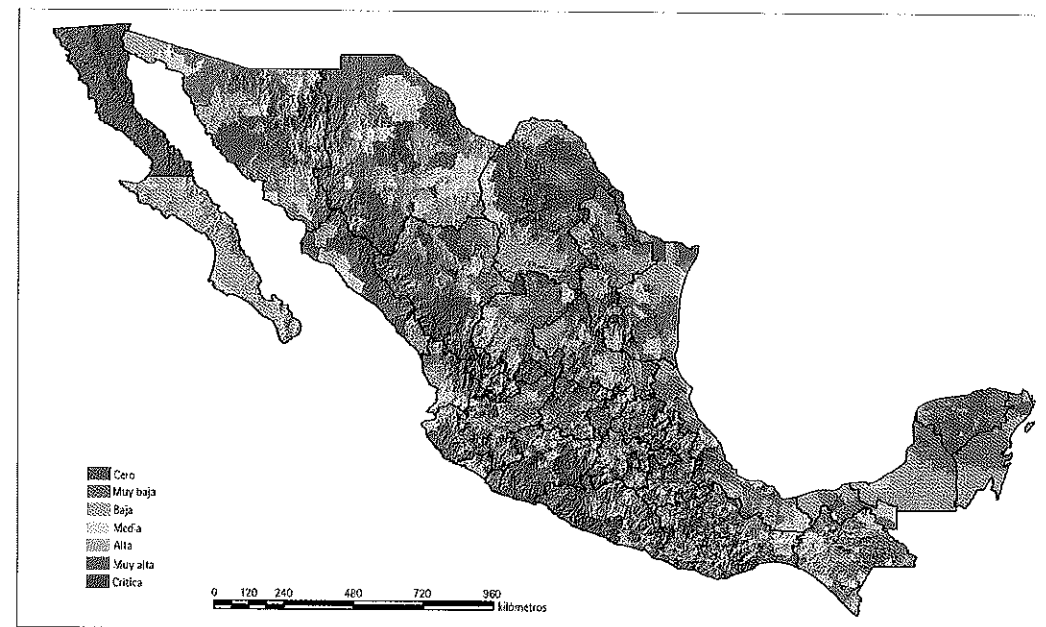 Cero
Muy baja
Baja
Media
Alta
Muy alta
Crítica
0 120 240 480 720 960
kilómetros